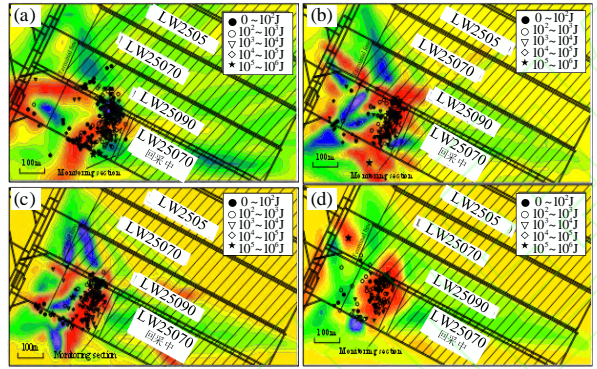 (a)
● 0~10²J
○ 10²~10³J
▽ 10³~10⁴J
◇ 10⁴~10⁵J
★ 10⁵~10⁶J
LW2505
LW25070
LW25090
LW25070
回采中
100m
Monitoring section
(b)
● 0~10²J
○ 10²~10³J
▽ 10³~10⁴J
◇ 10⁴~10⁵J
★ 10⁵~10⁶J
LW2505
LW25070
LW25090
LW25070
回采中
100m
Monitoring section
(c)
● 0~10²J
○ 10²~10³J
▽ 10³~10⁴J
◇ 10⁴~10⁵J
★ 10⁵~10⁶J
LW2505
LW25070
LW25090
LW25070
回采中
100m
Monitoring section
(d)
● 0~10²J
○ 10²~10³J
▽ 10³~10⁴J
◇ 10⁴~10⁵J
★ 10⁵~10⁶J
LW2505
LW25070
LW25090
LW25070
回采中
100m
Monitoring section